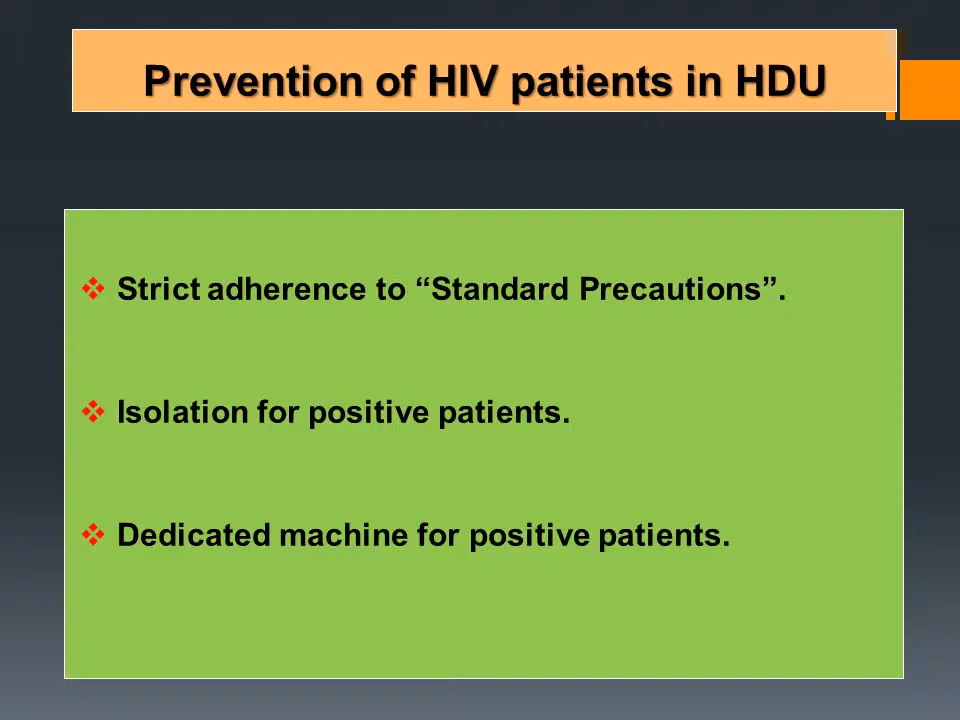 Prevention of HIV patients in HDU
❖ Strict adherence to “Standard Precautions”.
❖ Isolation for positive patients.
❖ Dedicated machine for positive patients.